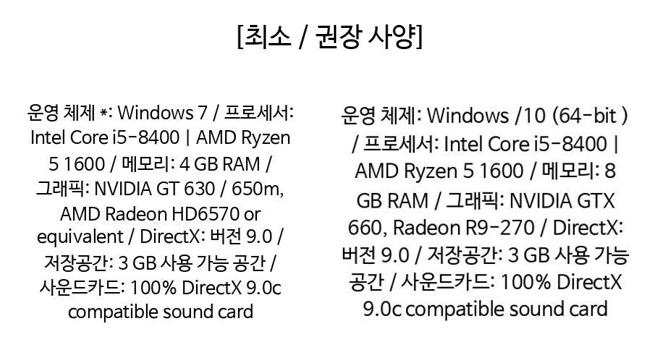 [최소 / 권장 사양]
운영 체제 *: Windows 7 / 프로세서:
Intel Core i5-8400 | AMD Ryzen
5 1600 / 메모리: 4 GB RAM /
그래픽: NVIDIA GT 630 / 650m,
AMD Radeon HD6570 or
equivalent / DirectX: 버전 9.0 /
저장공간: 3 GB 사용 가능 공간 /
사운드카드: 100% DirectX 9.0c
compatible sound card
운영 체제: Windows /10 (64-bit )
/ 프로세서: Intel Core i5-8400 |
AMD Ryzen 5 1600 / 메모리: 8
GB RAM / 그래픽: NVIDIA GTX
660, Radeon R9-270 / DirectX:
버전 9.0 / 저장공간: 3 GB 사용 가능
공간 / 사운드카드: 100% DirectX
9.0c compatible sound card